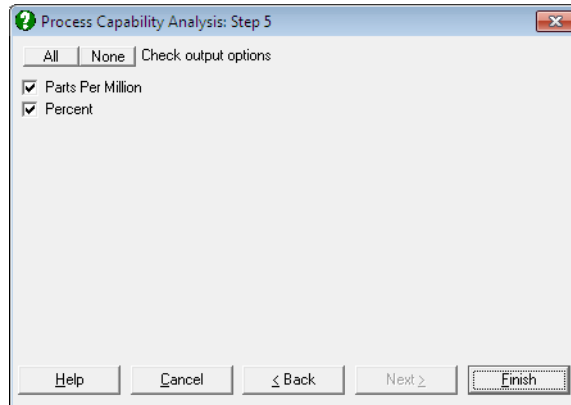 Process Capability Analysis: Step 5
All None Check output options
Parts Per Million
Percent
Help Cancel < Back Next > Finish